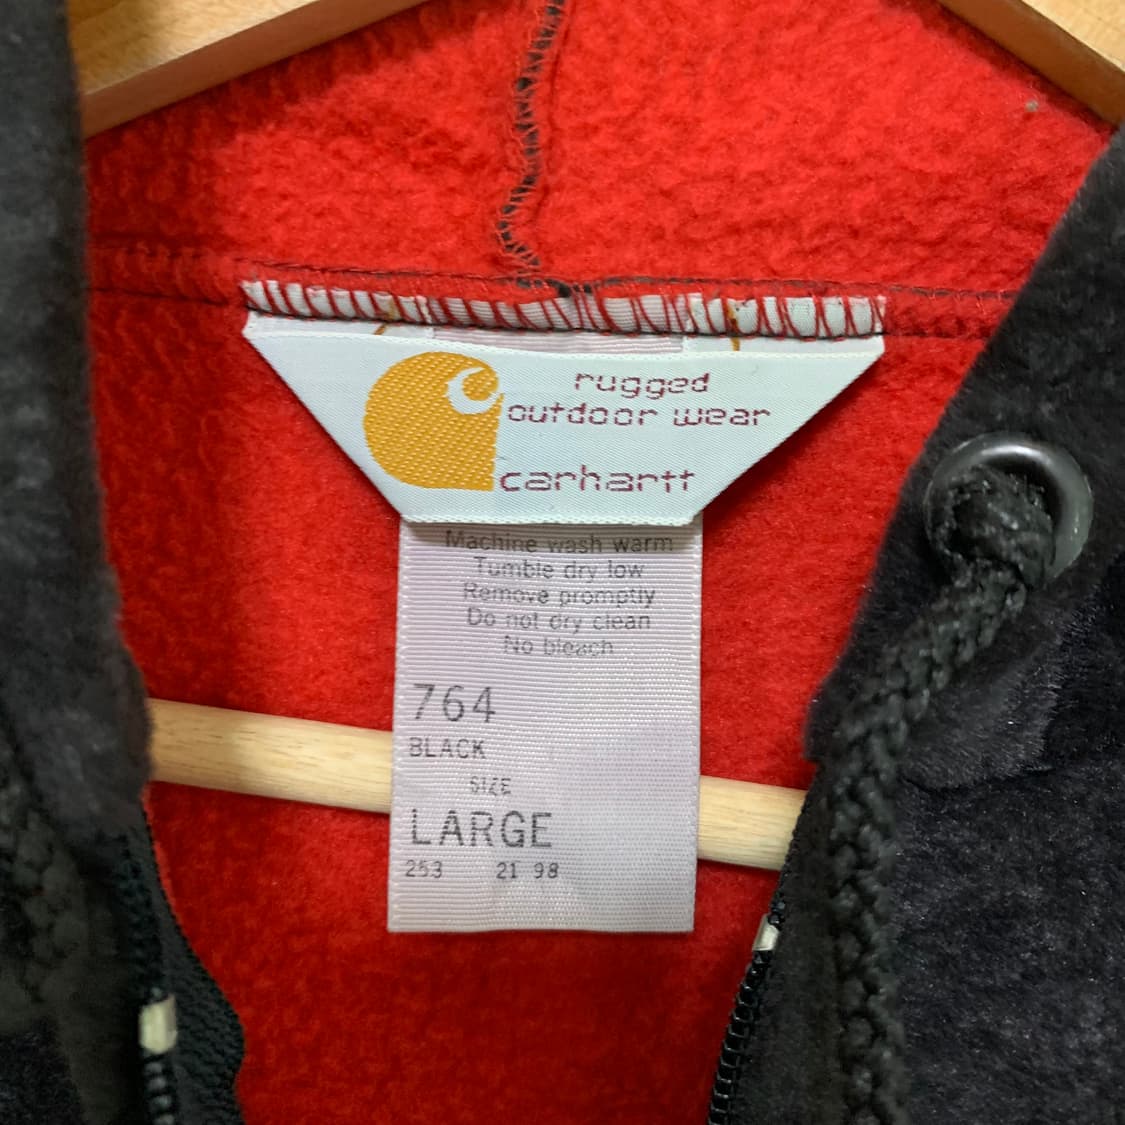 rugged
outdoor wear
carhartt
Machine wash warm
Tumble dry low
Remove promptly
Do not dry clean
No bleach
764
BLACK
SIZE
LARGE
253 21 98